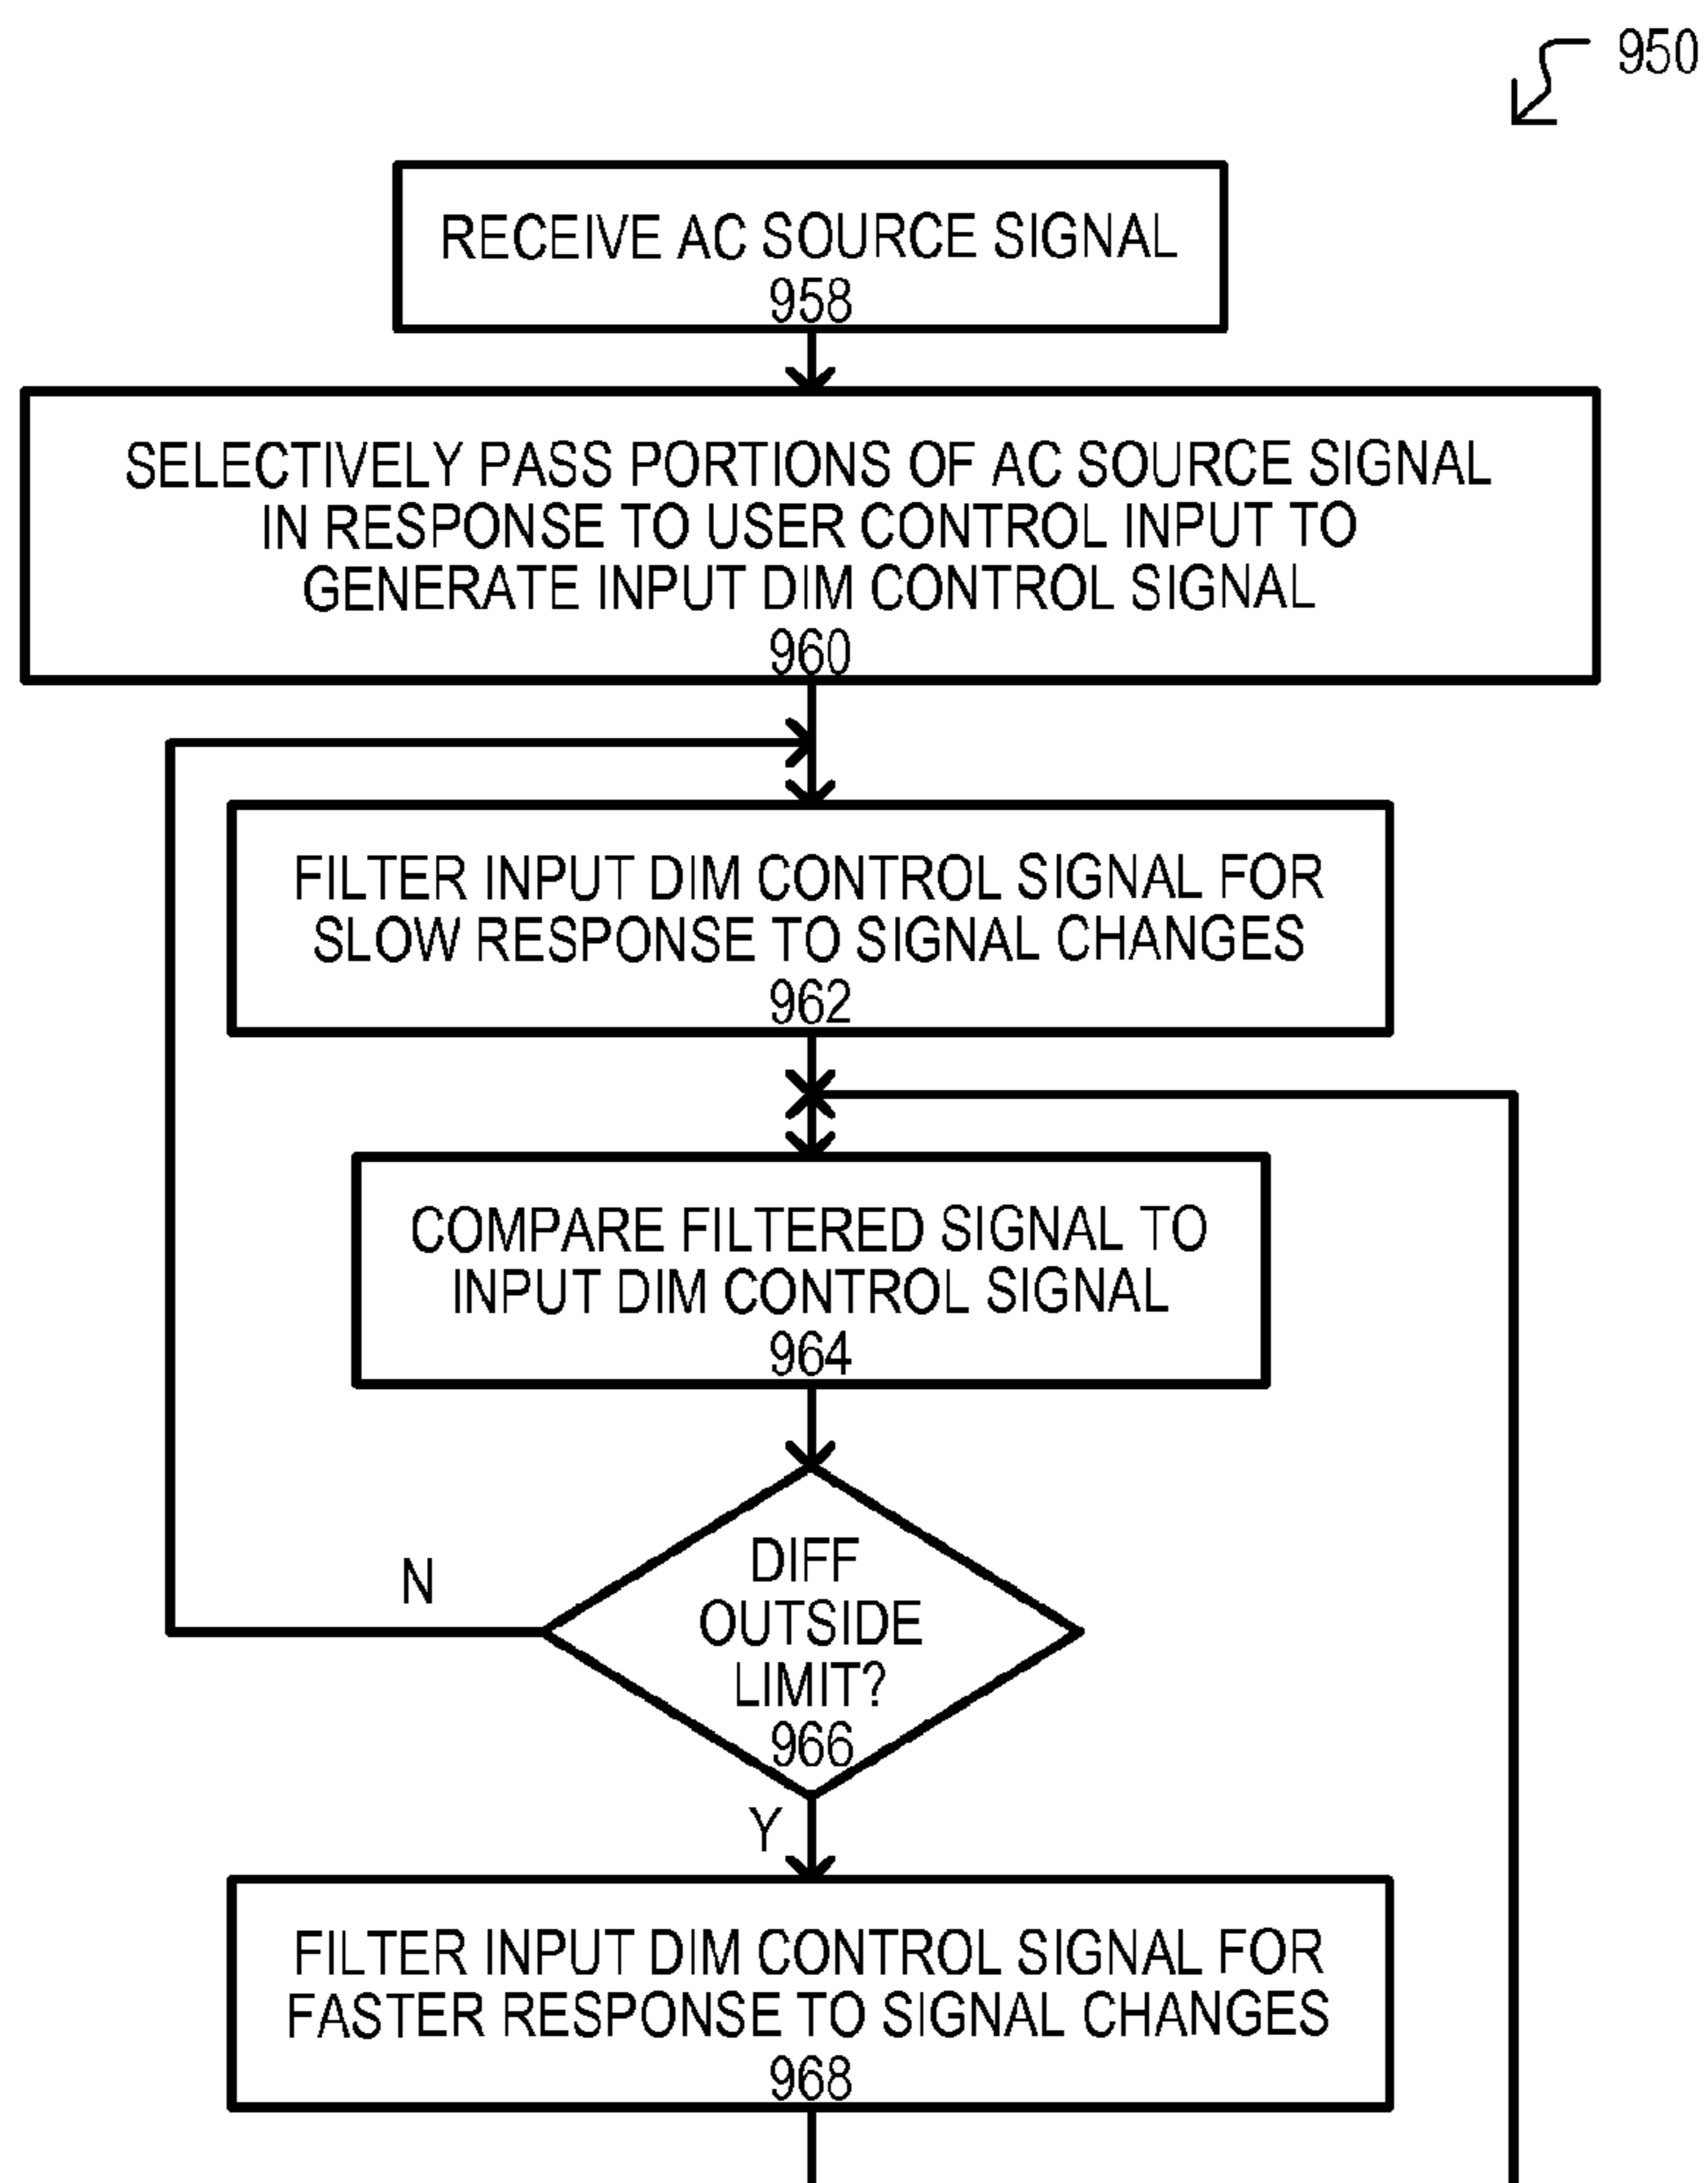 950
RECEIVE AC SOURCE SIGNAL
958
SELECTIVELY PASS PORTIONS OF AC SOURCE SIGNAL
IN RESPONSE TO USER CONTROL INPUT TO
GENERATE INPUT DIM CONTROL SIGNAL
960
FILTER INPUT DIM CONTROL SIGNAL FOR
SLOW RESPONSE TO SIGNAL CHANGES
962
COMPARE FILTERED SIGNAL TO
INPUT DIM CONTROL SIGNAL
964
N
DIFF
OUTSIDE
LIMIT?
966
Y
FILTER INPUT DIM CONTROL SIGNAL FOR
FASTER RESPONSE TO SIGNAL CHANGES
968